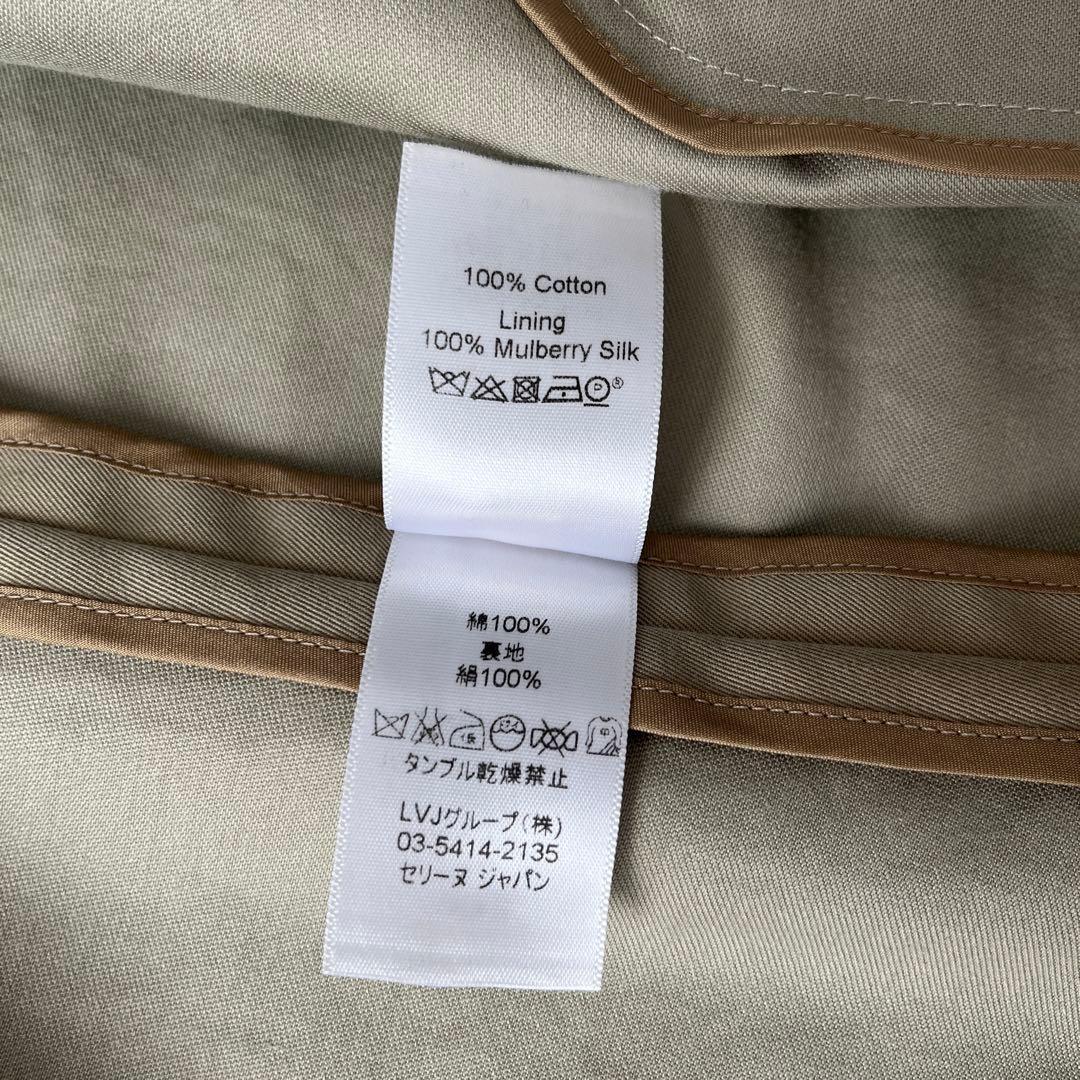 100% Cotton
Lining
100% Mulberry Silk
P
綿100%
裏地
絹100%
タンブル乾燥禁止
LVJグループ(株)
03-5414-2135
セリーヌ ジャパン